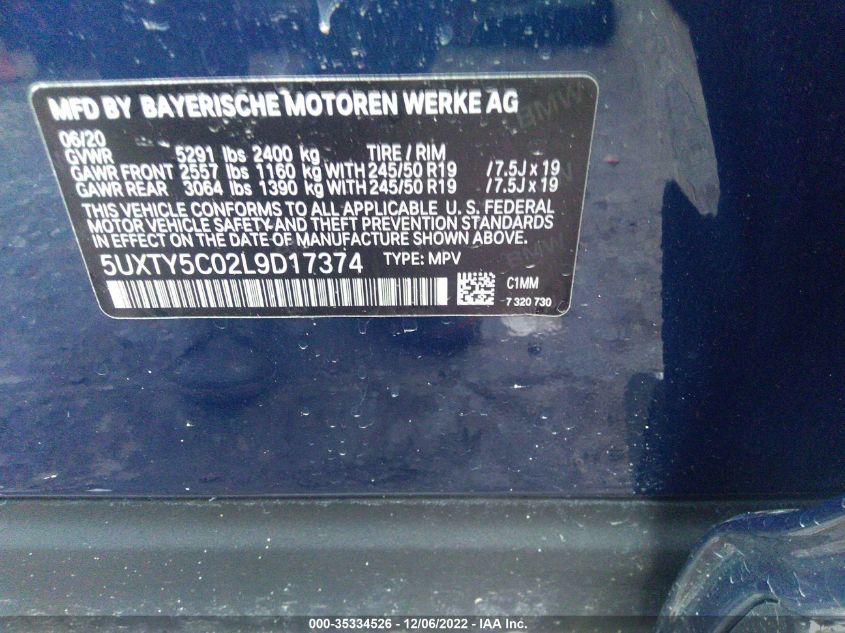 MFD BY BAYERISCHE MOTOREN WERKE AG
06/20
GVWR 5291 lbs 2400 kg TIRE / RIM
GAWR FRONT 2557 lbs 1160 kg WITH 245/50 R19 / 7.5J x 19
GAWR REAR 3064 lbs 1390 kg WITH 245/50 R19 / 7.5J x 19
THIS VEHICLE CONFORMS TO ALL APPLICABLE U. S. FEDERAL
MOTOR VEHICLE SAFETY AND THEFT PREVENTION STANDARDS
IN EFFECT ON THE DATE OF MANUFACTURE SHOWN ABOVE.
5UXTY5C02L9D17374 TYPE: MPV
C1MM
7 320 730
BMW
BMW
000-35334526 - 12/06/2022 - IAA Inc.